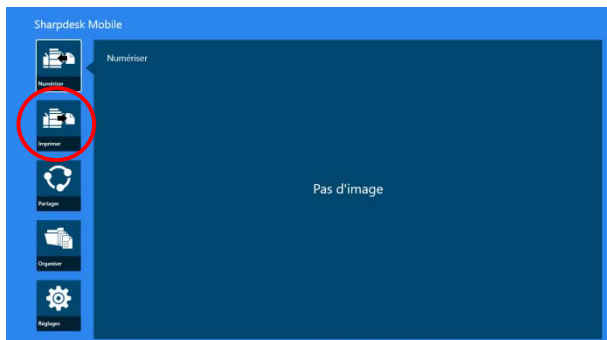 Sharpdesk Mobile
Numériser
Numériser
Imprimer
Pas d'image
Partager
Organiser
Réglages